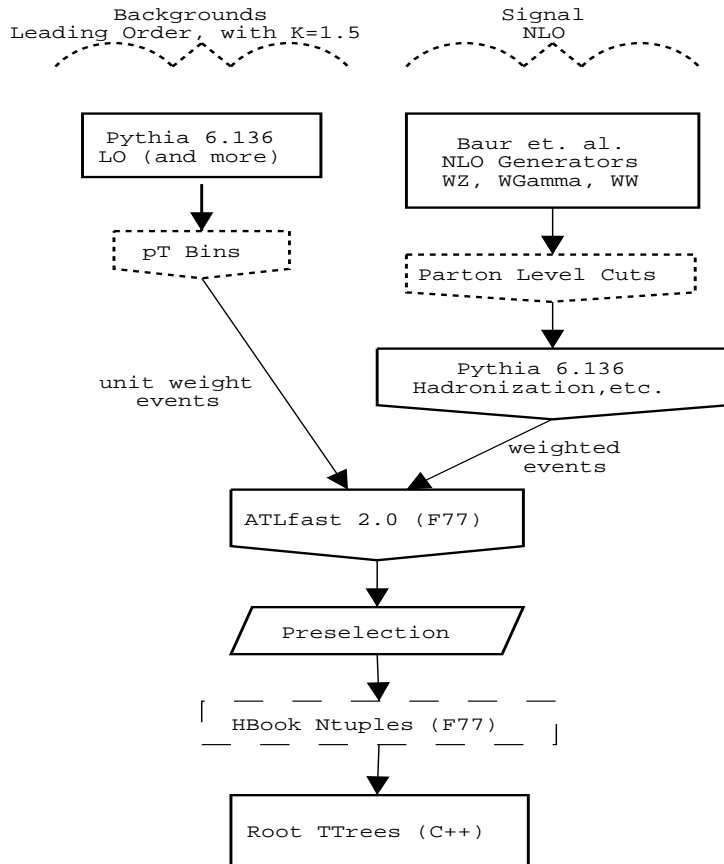 Backgrounds
Leading Order, with K=1.5
Signal
NLO
Pythia 6.136
LO (and more)
Baur et. al.
NLO Generators
WZ, WGamma, WW
pT Bins
Parton Level Cuts
Pythia 6.136
Hadronization,etc.
unit weight
events
weighted
events
ATLfast 2.0 (F77)
Preselection
HBook Ntuples (F77)
Root TTrees (C++)